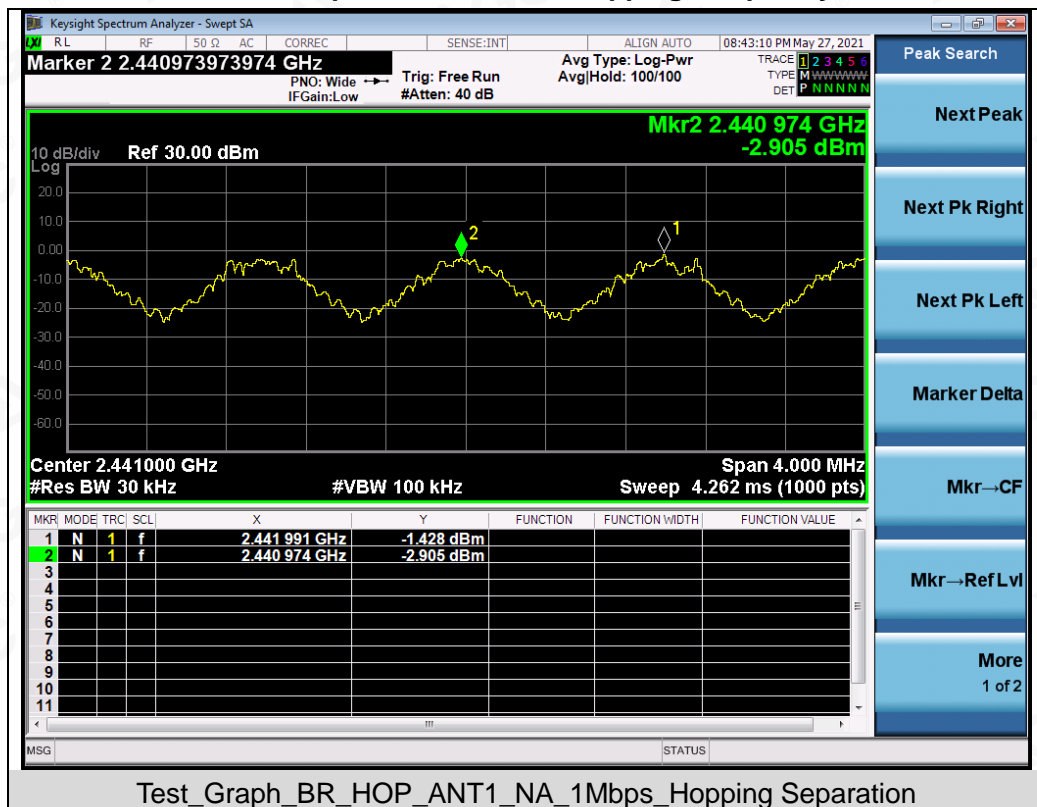 Keysight Spectrum Analyzer - Swept SA
LXI RL RF 50 Ω AC CORREC SENSE:INT ALIGN AUTO 08:43:10 PM May 27, 2021
Marker 2 2.440973973974 GHz
PNO: Wide
IFGain:Low
Trig: Free Run
#Atten: 40 dB
Avg Type: Log-Pwr
Avg|Hold: 100/100
TRACE 1 2 3 4 5 6
TYPE M WWWWW
DET P N N N N N
Mkr2 2.440 974 GHz
-2.905 dBm
10 dB/div Ref 30.00 dBm
Log
20.0
10.0
0.00
-10.0
-20.0
-30.0
-40.0
-50.0
-60.0
2
1
Center 2.441000 GHz Span 4.000 MHz
#Res BW 30 kHz #VBW 100 kHz Sweep 4.262 ms (1000 pts)
MKR MODE TRC SCL X Y FUNCTION FUNCTION WIDTH FUNCTION VALUE
1 N 1 f 2.441 991 GHz -1.428 dBm
2 N 1 f 2.440 974 GHz -2.905 dBm
3
4
5
6
7
8
9
10
11
MSG STATUS
Peak Search
Next Peak
Next Pk Right
Next Pk Left
Marker Delta
Mkr→CF
Mkr→Ref Lvl
More
1 of 2
Test_Graph_BR_HOP_ANT1_NA_1Mbps_Hopping Separation